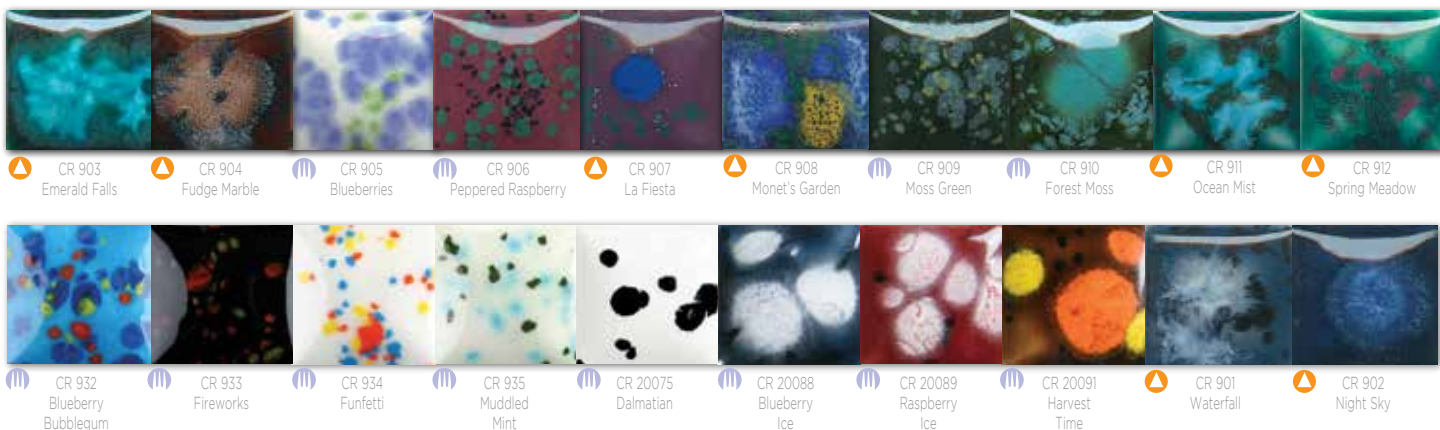 CR 903
Emerald Falls
CR 904
Fudge Marble
CR 905
Blueberries
CR 906
Peppered Raspberry
CR 907
La Fiesta
CR 908
Monet's Garden
CR 909
Moss Green
CR 910
Forest Moss
CR 911
Ocean Mist
CR 912
Spring Meadow
CR 932
Blueberry
Bubblegum
CR 933
Fireworks
CR 934
Funfetti
CR 935
Muddled
Mint
CR 20075
Dalmatian
CR 20088
Blueberry
Ice
CR 20089
Raspberry
Ice
CR 20091
Harvest
Time
CR 901
Waterfall
CR 902
Night Sky